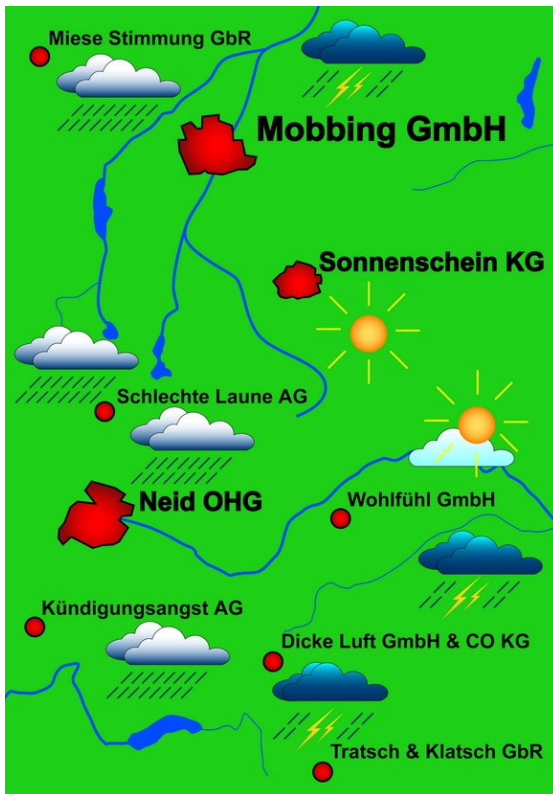 Miese Stimmung GbR
Mobbing GmbH
Sonnenschein KG
Schlechte Laune AG
Neid OHG
Wohlfühl GmbH
Kündigungsangst AG
Dicke Luft GmbH & CO KG
Tratsch & Klatsch GbR